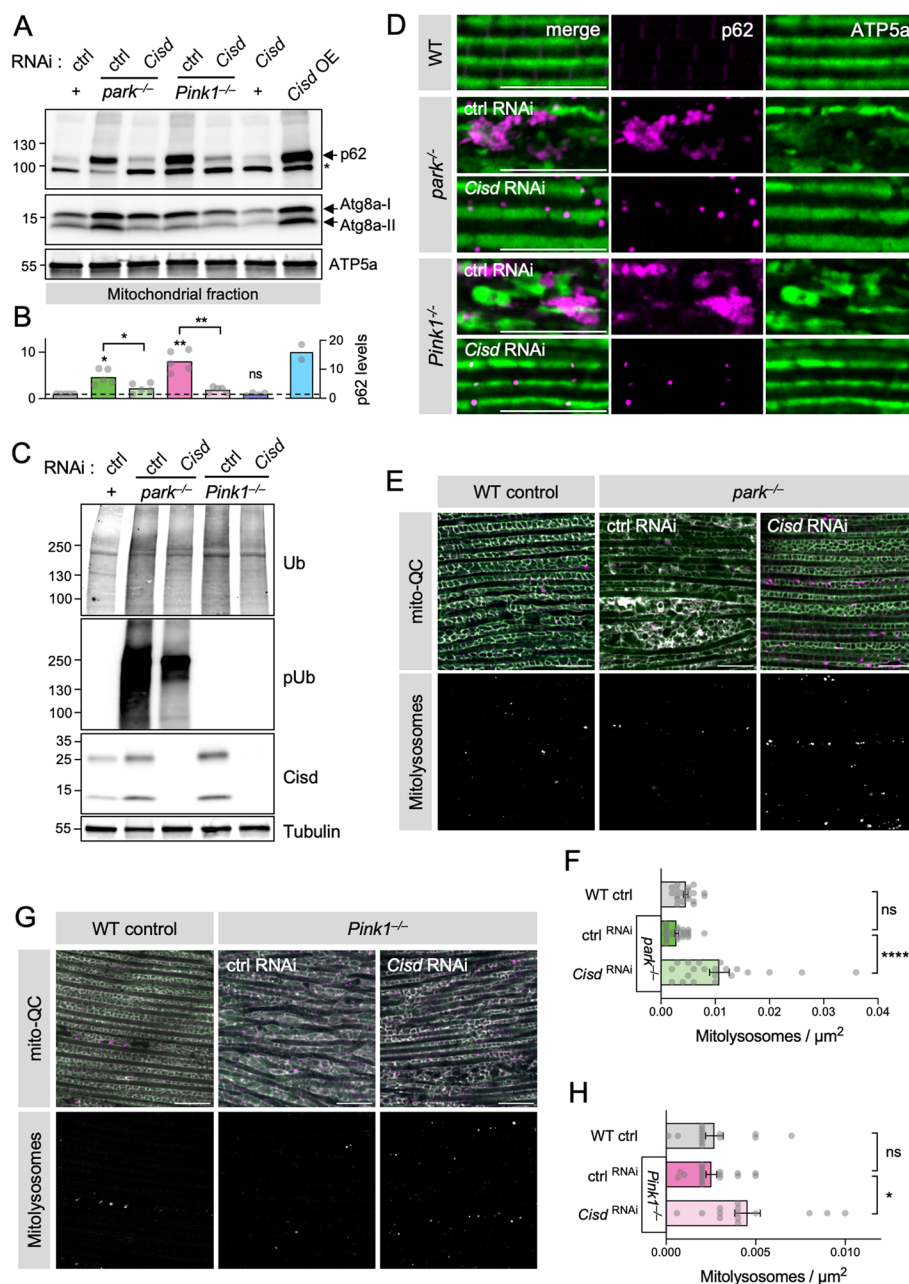 A
RNAi : ctrl ctrl Cisd ctrl Cisd Cisd Cisd OE
+ park–/– Pink1–/– +
130
100
p62
*
15
Atg8a-I
Atg8a-II
55
ATP5a
Mitochondrial fraction
B
10
0
* * ** ** ns
20
10
0
p62 levels
C
RNAi : ctrl ctrl Cisd ctrl Cisd
+ park–/– Pink1–/–
250
130
100
Ub
250
130
100
pUb
35
25
15
Cisd
55
Tubulin
D
merge p62 ATP5a
WT
park–/–
ctrl RNAi
Cisd RNAi
Pink1-/-
ctrl RNAi
Cisd RNAi
E
WT control park–/–
ctrl RNAi Cisd RNAi
mito-QC
Mitolysosomes
F
WT ctrl
ctrl RNAi
Cisd RNAi
park–/–
ns
****
0.00 0.01 0.02 0.03 0.04
Mitolysosomes / µm2
G
WT control Pink1–/–
ctrl RNAi Cisd RNAi
mito-QC
Mitolysosomes
H
WT ctrl
ctrl RNAi
Cisd RNAi
Pink1–/–
ns
*
0.000 0.005 0.010
Mitolysosomes / µm2